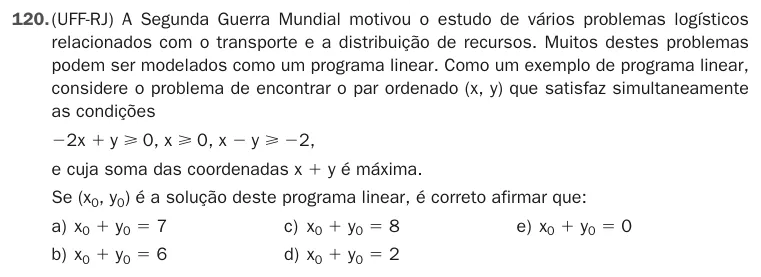 120. (UFF-RJ) A Segunda Guerra Mundial motivou o estudo de vários problemas logísticos
relacionados com o transporte e a distribuição de recursos. Muitos destes problemas
podem ser modelados como um programa linear. Como um exemplo de programa linear,
considere o problema de encontrar o par ordenado (x, y) que satisfaz simultaneamente
as condições
−2x + y ⩾ 0, x ⩾ 0, x − y ⩾ −2,
e cuja soma das coordenadas x + y é máxima.
Se (x₀, y₀) é a solução deste programa linear, é correto afirmar que:
a) x₀ + y₀ = 7 c) x₀ + y₀ = 8 e) x₀ + y₀ = 0
b) x₀ + y₀ = 6 d) x₀ + y₀ = 2